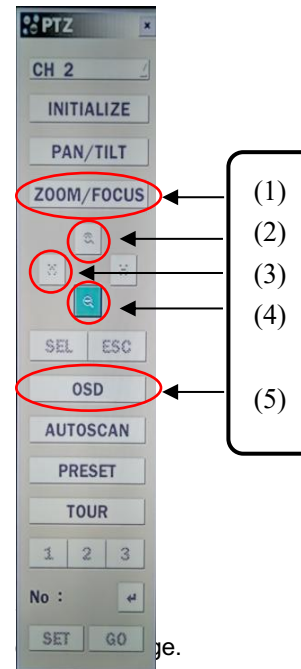 PTZ ×
CH 2
INITIALIZE
PAN/TILT
ZOOM/FOCUS
(1)
(2)
(3)
(4)
SEL ESC
OSD
(5)
AUTOSCAN
PRESET
TOUR
1 2 3
No :
SET GO
ge.